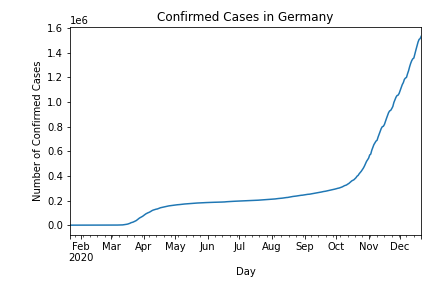 Confirmed Cases in Germany
1e6
1.6
1.4
1.2
1.0
0.8
0.6
0.4
0.2
0.0
Number of Confirmed Cases
Feb Mar Apr May Jun Jul Aug Sep Oct Nov Dec
2020
Day